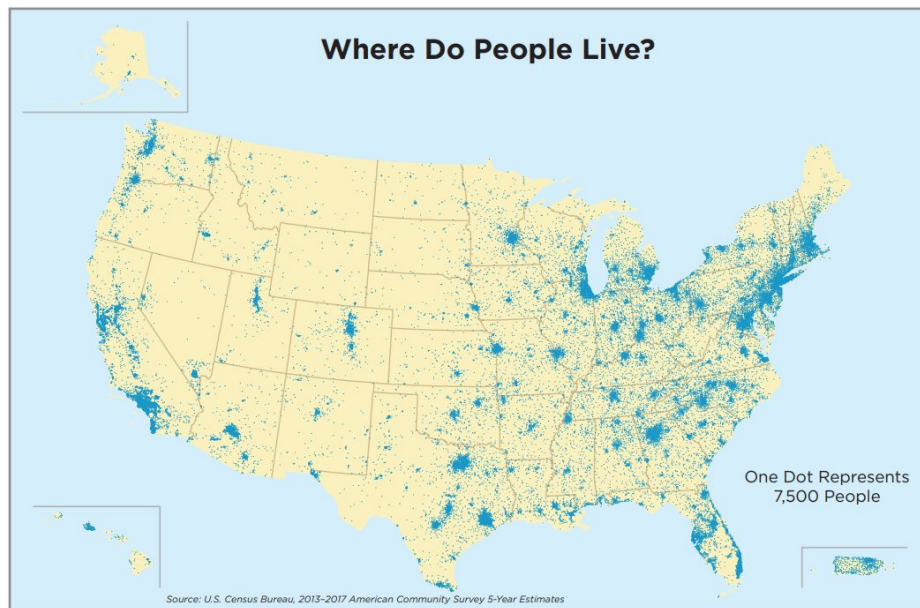 Where Do People Live?
One Dot Represents
7,500 People
Source: U.S. Census Bureau, 2013–2017 American Community Survey 5-Year Estimates